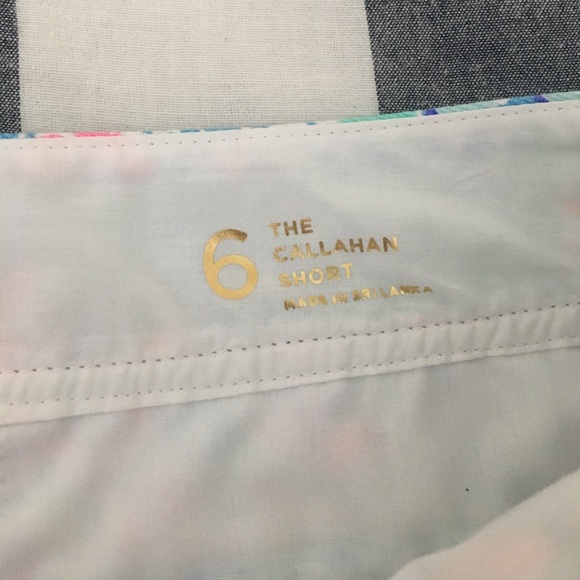 6
THE
CALLAHAN
SHORT
MADE IN SRI LANKA